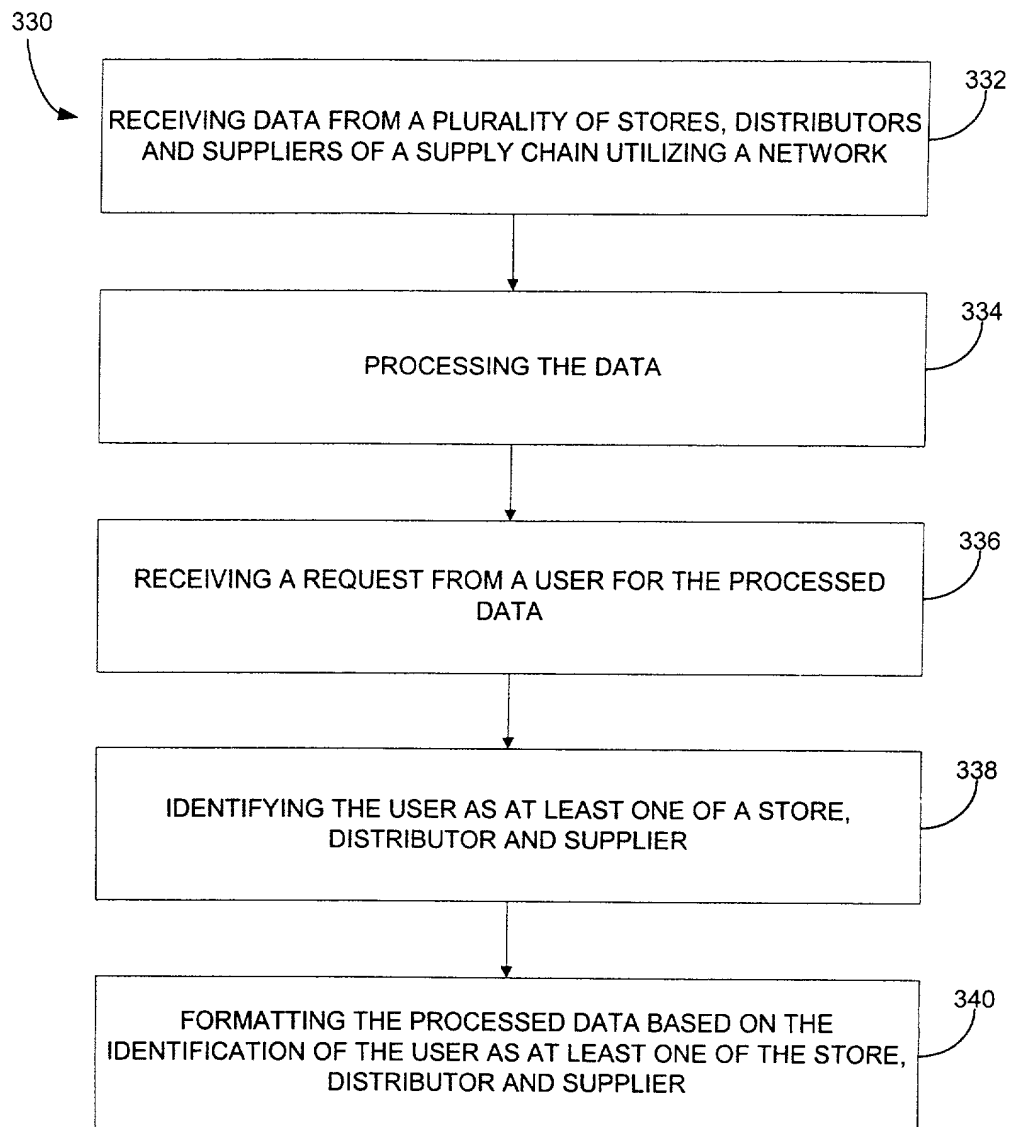 330
332
RECEIVING DATA FROM A PLURALITY OF STORES, DISTRIBUTORS
AND SUPPLIERS OF A SUPPLY CHAIN UTILIZING A NETWORK
334
PROCESSING THE DATA
336
RECEIVING A REQUEST FROM A USER FOR THE PROCESSED
DATA
338
IDENTIFYING THE USER AS AT LEAST ONE OF A STORE,
DISTRIBUTOR AND SUPPLIER
340
FORMATTING THE PROCESSED DATA BASED ON THE
IDENTIFICATION OF THE USER AS AT LEAST ONE OF THE STORE,
DISTRIBUTOR AND SUPPLIER